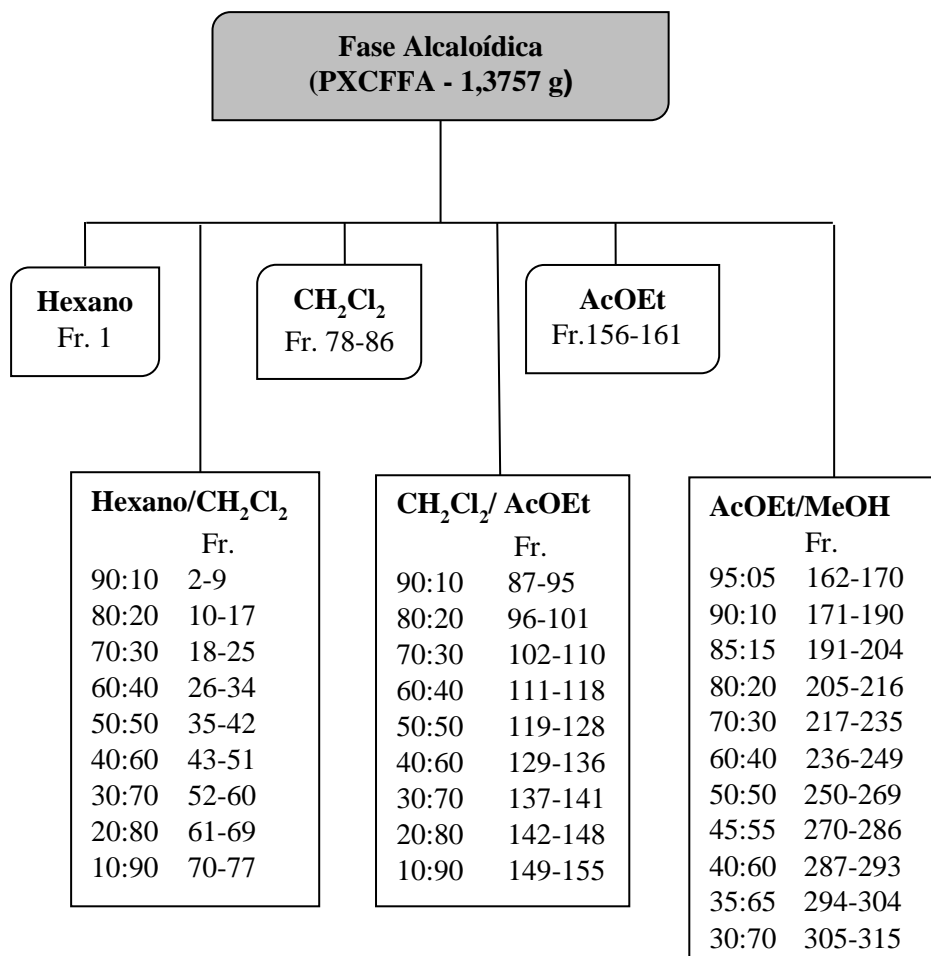 Fase Alcaloídica
(PXCFFA - 1,3757 g)
Hexano
Fr. 1
CH₂Cl₂
Fr. 78-86
AcOEt
Fr.156-161
Hexano/CH₂Cl₂
Fr.
90:10 2-9
80:20 10-17
70:30 18-25
60:40 26-34
50:50 35-42
40:60 43-51
30:70 52-60
20:80 61-69
10:90 70-77
CH₂Cl₂/ AcOEt
Fr.
90:10 87-95
80:20 96-101
70:30 102-110
60:40 111-118
50:50 119-128
40:60 129-136
30:70 137-141
20:80 142-148
10:90 149-155
AcOEt/MeOH
Fr.
95:05 162-170
90:10 171-190
85:15 191-204
80:20 205-216
70:30 217-235
60:40 236-249
50:50 250-269
45:55 270-286
40:60 287-293
35:65 294-304
30:70 305-315